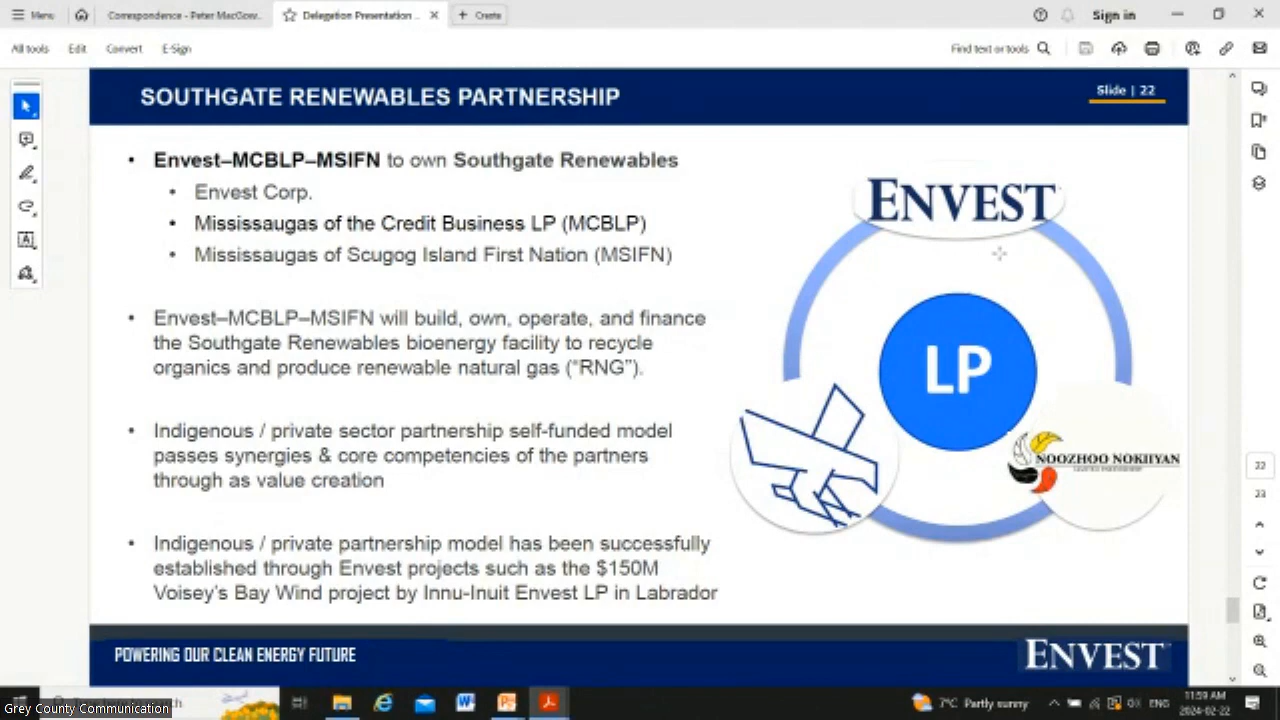 Menu
Correspondence - Peter MacGow...
Delegation Presentation ...
Create
Sign in
All tools
Edit
Convert
E-Sign
Find text or tools
SOUTHGATE RENEWABLES PARTNERSHIP
Slide | 22
• Envest–MCBLP–MSIFN to own Southgate Renewables
• Envest Corp.
• Mississaugas of the Credit Business LP (MCBLP)
• Mississaugas of Scugog Island First Nation (MSIFN)
• Envest–MCBLP–MSIFN will build, own, operate, and finance
the Southgate Renewables bioenergy facility to recycle
organics and produce renewable natural gas (“RNG”).
• Indigenous / private sector partnership self-funded model
passes synergies & core competencies of the partners
through as value creation
• Indigenous / private partnership model has been successfully
established through Envest projects such as the $150M
Voisey's Bay Wind project by Innu-Inuit Envest LP in Labrador
ENVEST
LP
NOOZHOO NOKIIYAN
LIMITED PARTNERSHIP
22
23
POWERING OUR CLEAN ENERGY FUTURE
ENVEST
Grey County Communication
7°C Partly sunny
ENG
11:59 AM
2024-02-22